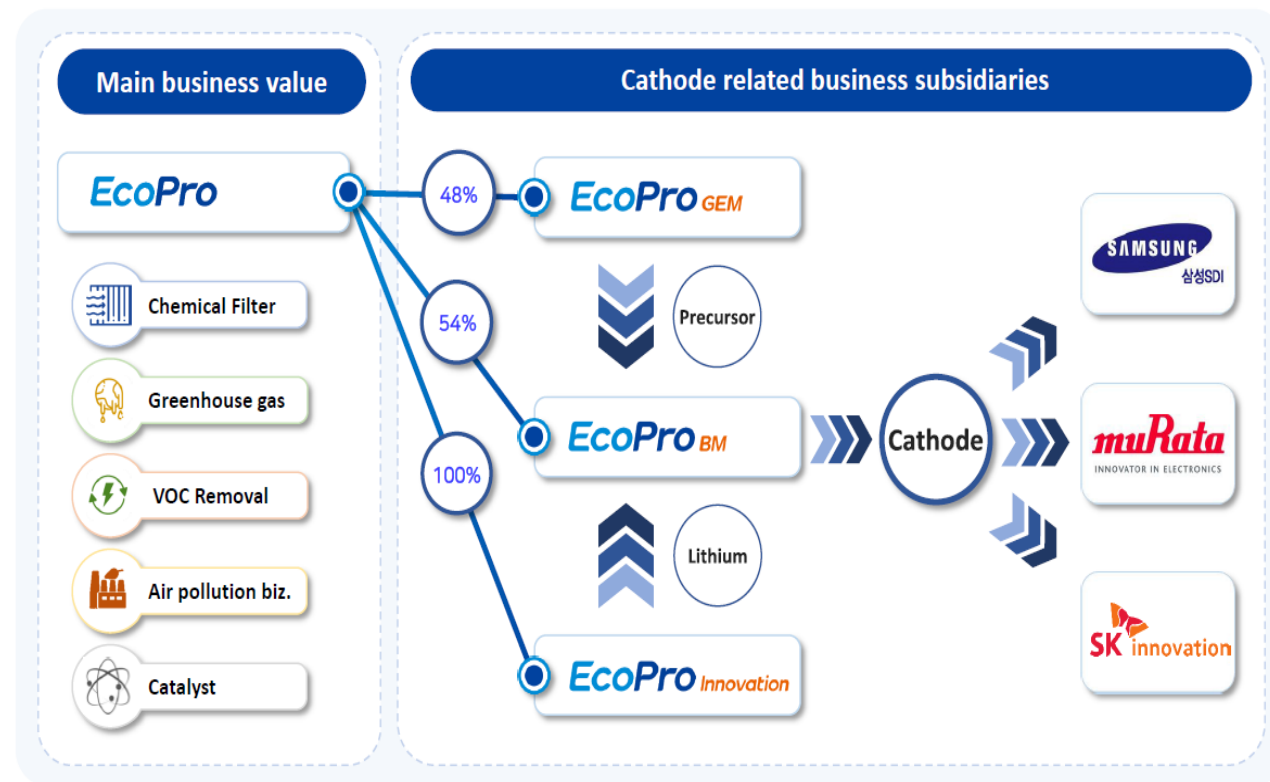 Main business value
EcoPro
Chemical Filter
Greenhouse gas
VOC Removal
Air pollution biz.
Catalyst
Cathode related business subsidiaries
48%
54%
100%
EcoPro GEM
Precursor
EcoPro BM
Lithium
EcoPro Innovation
Cathode
SAMSUNG
삼성SDI
muRata
INNOVATOR IN ELECTRONICS
SK innovation